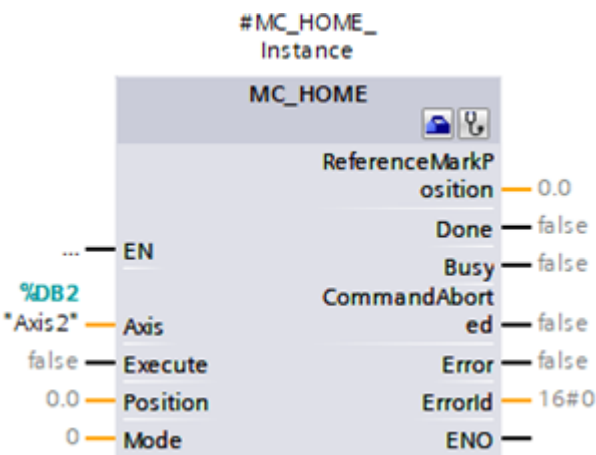 #MC_HOME_
Instance
MC_HOME
ReferenceMarkP
osition 0.0
Done false
... EN
Busy false
%DB2
CommandAbort
"Axis2" Axis
ed false
false Execute
Error false
0.0 Position
ErrorId 16#0
0 Mode
ENO